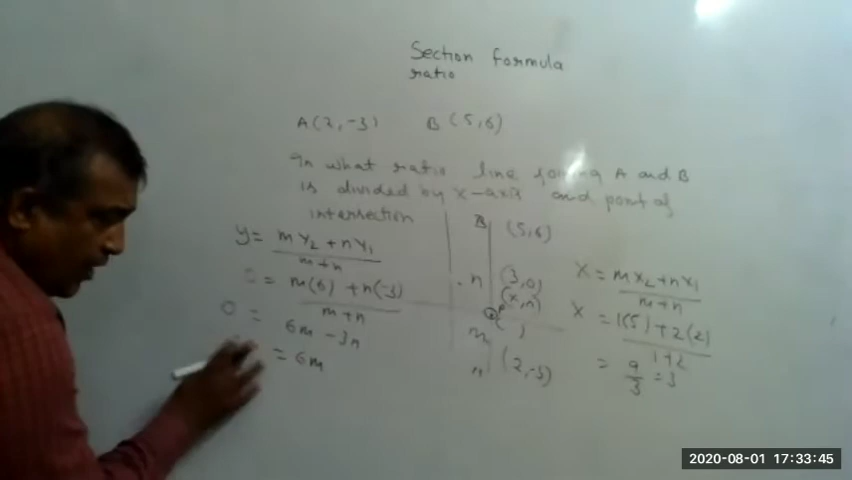 Section formula
ratio
A(2,-3) B(5,6)
In what ratio line joining A and B
is divided by x-axis and point of
intersection
y = my₂ + ny₁
m+n
0 = m(6) + n(-3)
m+n
0 = 6m - 3n
= 6m
B (5,6)
n (3,0)
(x,n)
( )
m
(2,-3)
X = mx₂+nx₁
m+n
X = 1(5) + 2(2)
1+2
= 9
3 = 3
2020-08-01 17:33:45